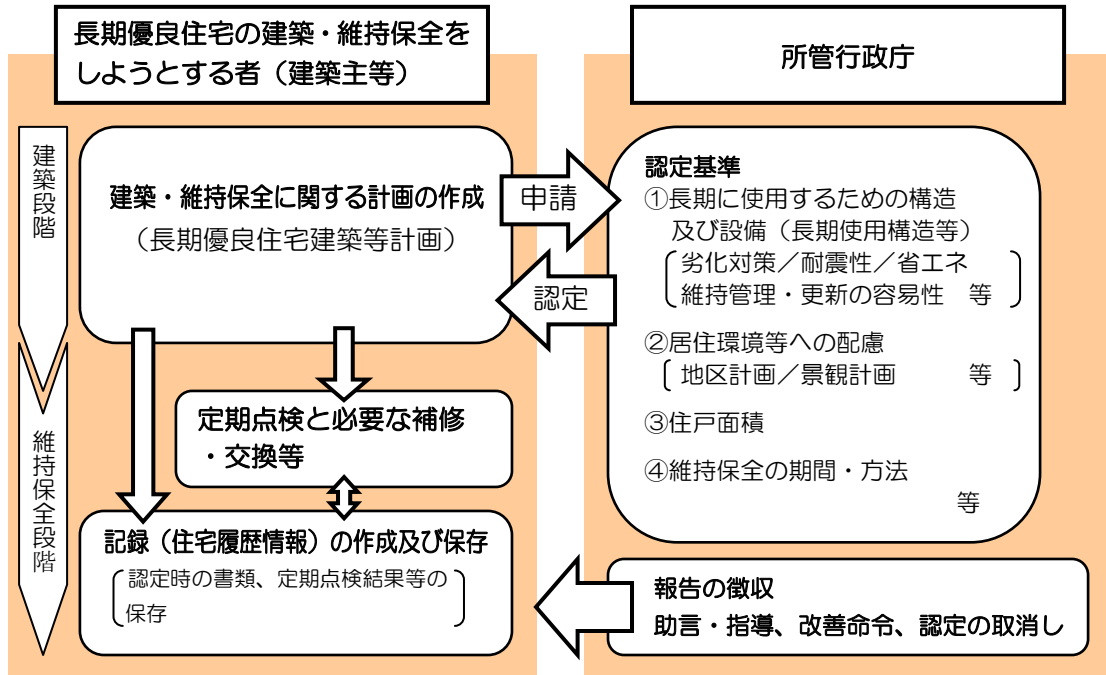 長期優良住宅の建築・維持保全を
しようとする者（建築主等）
所管行政庁
建築段階
維持保全段階
建築・維持保全に関する計画の作成
（長期優良住宅建築等計画）
申請
認定
定期点検と必要な補修
・交換等
記録（住宅履歴情報）の作成及び保存
認定時の書類、定期点検結果等の
保存
認定基準
①長期に使用するための構造
及び設備（長期使用構造等）
劣化対策／耐震性／省エネ
維持管理・更新の容易性　等
②居住環境等への配慮
地区計画／景観計画　　等
③住戸面積
④維持保全の期間・方法
等
報告の徴収
助言・指導、改善命令、認定の取消し